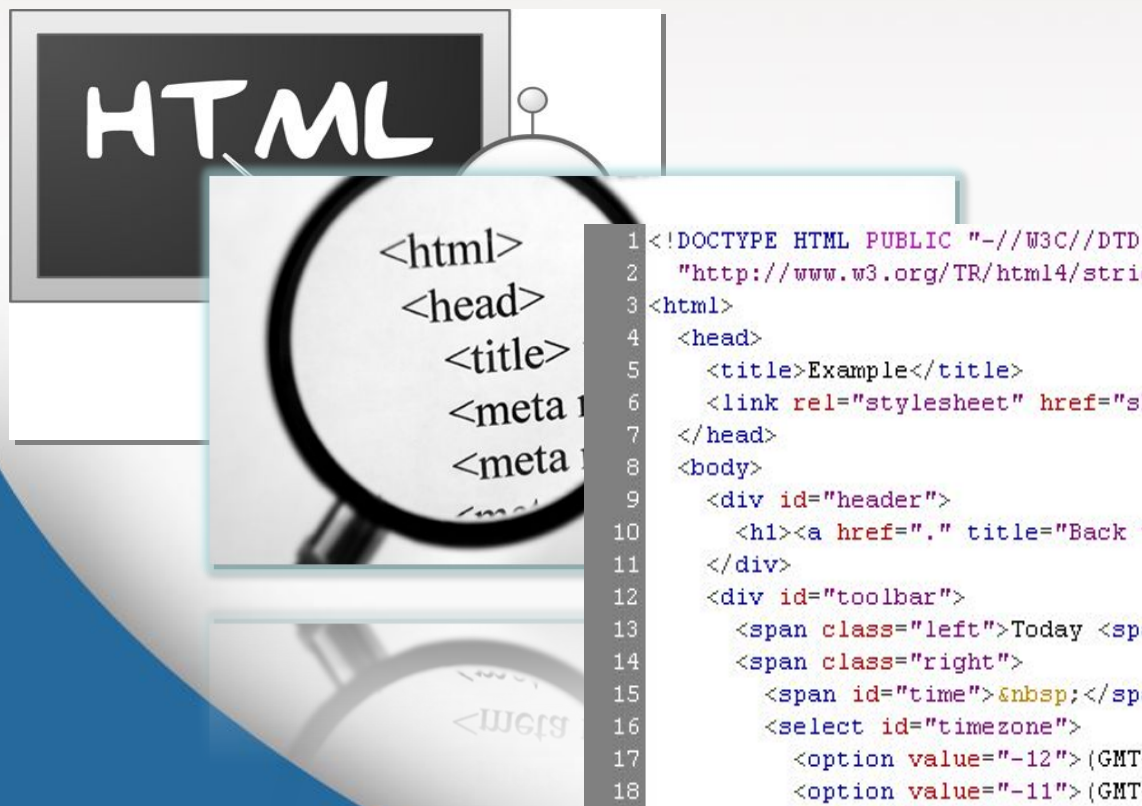 HTML
<html>
<head>
<title>
<meta
<meta
1 <!DOCTYPE HTML PUBLIC "-//W3C//DTD
2 "http://www.w3.org/TR/html4/stri
3 <html>
4 <head>
5 <title>Example</title>
6 <link rel="stylesheet" href="s
7 </head>
8 <body>
9 <div id="header">
10 <h1><a href="." title="Back
11 </div>
12 <div id="toolbar">
13 <span class="left">Today <sp
14 <span class="right">
15 <span id="time">&nbsp;</sp
16 <select id="timezone">
17 <option value="-12">(GMT
18 <option value="-11">(GMT